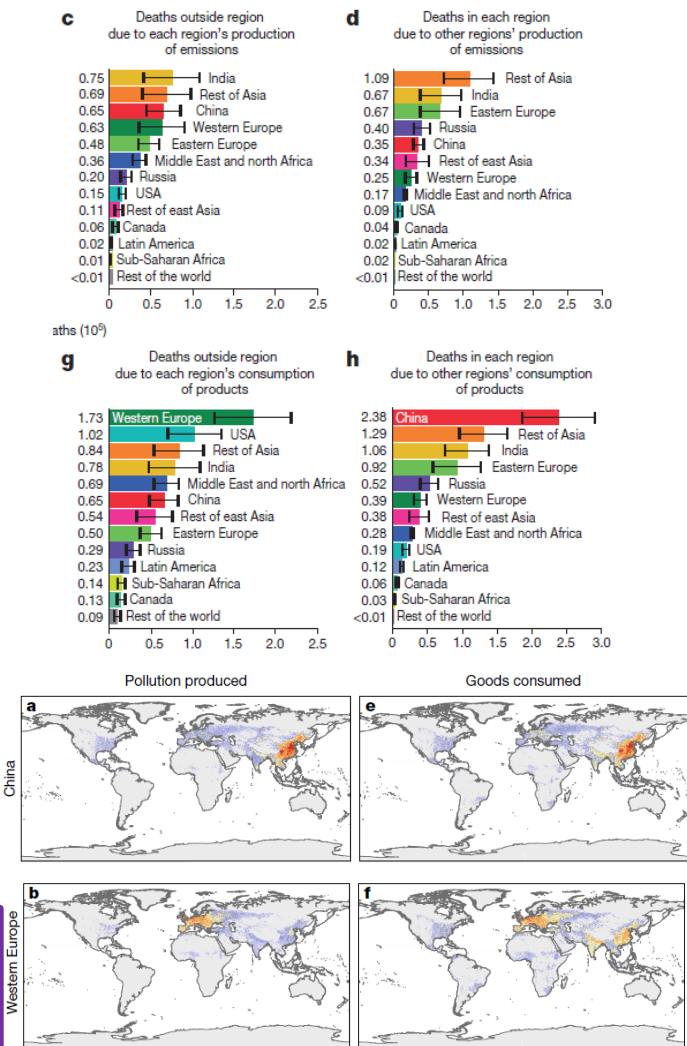 c
Deaths outside region
due to each region's production
of emissions
0.75 India
0.69 Rest of Asia
0.65 China
0.63 Western Europe
0.48 Eastern Europe
0.36 Middle East and north Africa
0.20 Russia
0.15 USA
0.11 Rest of east Asia
0.06 Canada
0.02 Latin America
0.01 Sub-Saharan Africa
<0.01 Rest of the world
0 0.5 1.0 1.5 2.0 2.5
d
Deaths in each region
due to other regions' production
of emissions
1.09 Rest of Asia
0.67 India
0.67 Eastern Europe
0.40 Russia
0.35 China
0.34 Rest of east Asia
0.25 Western Europe
0.17 Middle East and north Africa
0.09 USA
0.04 Canada
0.02 Latin America
0.02 Sub-Saharan Africa
<0.01 Rest of the world
0 0.5 1.0 1.5 2.0 2.5 3.0
aths (10⁵)
g
Deaths outside region
due to each region's consumption
of products
1.73 Western Europe
1.02 USA
0.84 Rest of Asia
0.78 India
0.69 Middle East and north Africa
0.65 China
0.54 Rest of east Asia
0.50 Eastern Europe
0.29 Russia
0.23 Latin America
0.14 Sub-Saharan Africa
0.13 Canada
0.09 Rest of the world
0 0.5 1.0 1.5 2.0 2.5
h
Deaths in each region
due to other regions' consumption
of products
2.38 China
1.29 Rest of Asia
1.06 India
0.92 Eastern Europe
0.52 Russia
0.39 Western Europe
0.38 Rest of east Asia
0.28 Middle East and north Africa
0.19 USA
0.12 Latin America
0.06 Canada
0.03 Sub-Saharan Africa
<0.01 Rest of the world
0 0.5 1.0 1.5 2.0 2.5 3.0
Pollution produced
Goods consumed
China
a
e
Western Europe
b
f